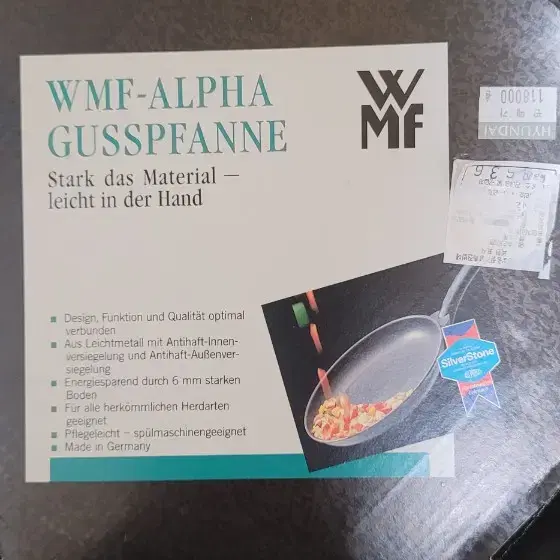 WMF-ALPHA
GUSSPFANNE
Stark das Material –
leicht in der Hand
WMF
Design, Funktion und Qualität optimal
verbunden
Aus Leichtmetall mit Antihaft-Innen-
versiegelung und Antihaft-Außenver-
siegelung
Energiesparend durch 6 mm starken
Boden
Für alle herkömmlichen Herdarten
geeignet
Pflegeleicht – spülmaschinengeeignet
Made in Germany
SilverStone
HYUNDAI
118000